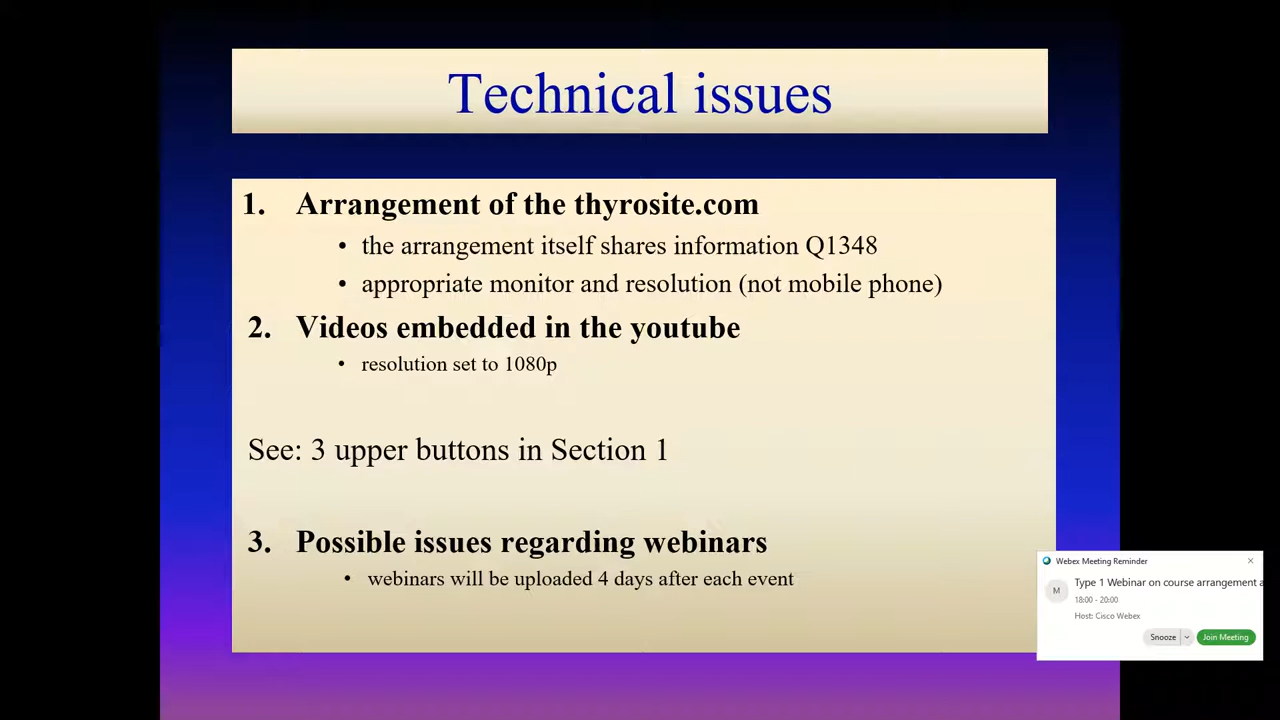 Technical issues
1. Arrangement of the thyrosite.com
• the arrangement itself shares information Q1348
• appropriate monitor and resolution (not mobile phone)
2. Videos embedded in the youtube
• resolution set to 1080p
See: 3 upper buttons in Section 1
3. Possible issues regarding webinars
• webinars will be uploaded 4 days after each event
Webex Meeting Reminder
M
Type 1 Webinar on course arrangement a
18:00 - 20:00
Host: Cisco Webex
Snooze
Join Meeting